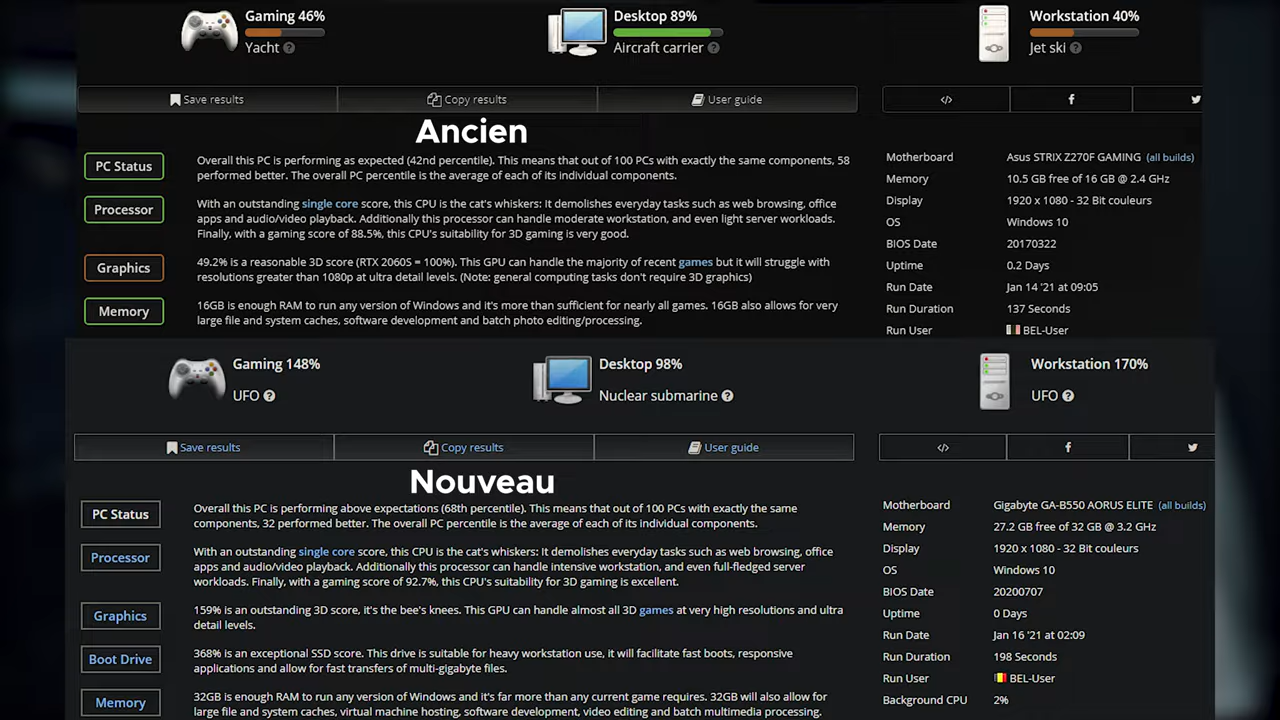 Gaming 46%
Yacht
Desktop 89%
Aircraft carrier
Workstation 40%
Jet ski
Save results
Copy results
User guide
</>
f
Ancien
PC Status
Overall this PC is performing as expected (42nd percentile). This means that out of 100 PCs with exactly the same components, 58
performed better. The overall PC percentile is the average of each of its individual components.
Processor
With an outstanding single core score, this CPU is the cat's whiskers: It demolishes everyday tasks such as web browsing, office
apps and audio/video playback. Additionally this processor can handle moderate workstation, and even light server workloads.
Finally, with a gaming score of 88.5%, this CPU's suitability for 3D gaming is very good.
Graphics
49.2% is a reasonable 3D score (RTX 2060S = 100%). This GPU can handle the majority of recent games but it will struggle with
resolutions greater than 1080p at ultra detail levels. (Note: general computing tasks don't require 3D graphics)
Memory
16GB is enough RAM to run any version of Windows and it's more than sufficient for nearly all games. 16GB also allows for very
large file and system caches, software development and batch photo editing/processing.
Motherboard Asus STRIX Z270F GAMING (all builds)
Memory 10.5 GB free of 16 GB @ 2.4 GHz
Display 1920 x 1080 - 32 Bit couleurs
OS Windows 10
BIOS Date 20170322
Uptime 0.2 Days
Run Date Jan 14 '21 at 09:05
Run Duration 137 Seconds
Run User BEL-User
Gaming 148%
UFO
Desktop 98%
Nuclear submarine
Workstation 170%
UFO
Save results
Copy results
User guide
</>
f
Nouveau
PC Status
Overall this PC is performing above expectations (68th percentile). This means that out of 100 PCs with exactly the same
components, 32 performed better. The overall PC percentile is the average of each of its individual components.
Processor
With an outstanding single core score, this CPU is the cat's whiskers: It demolishes everyday tasks such as web browsing, office
apps and audio/video playback. Additionally this processor can handle intensive workstation, and even full-fledged server
workloads. Finally, with a gaming score of 92.7%, this CPU's suitability for 3D gaming is excellent.
Graphics
159% is an outstanding 3D score, it's the bee's knees. This GPU can handle almost all 3D games at very high resolutions and ultra
detail levels.
Boot Drive
368% is an exceptional SSD score. This drive is suitable for heavy workstation use, it will facilitate fast boots, responsive
applications and allow for fast transfers of multi-gigabyte files.
Memory
32GB is enough RAM to run any version of Windows and it's far more than any current game requires. 32GB will also allow for
large file and system caches, virtual machine hosting, software development, video editing and batch multimedia processing.
Motherboard Gigabyte GA-B550 AORUS ELITE (all builds)
Memory 27.2 GB free of 32 GB @ 3.2 GHz
Display 1920 x 1080 - 32 Bit couleurs
OS Windows 10
BIOS Date 20200707
Uptime 0 Days
Run Date Jan 16 '21 at 02:09
Run Duration 198 Seconds
Run User BEL-User
Background CPU 2%